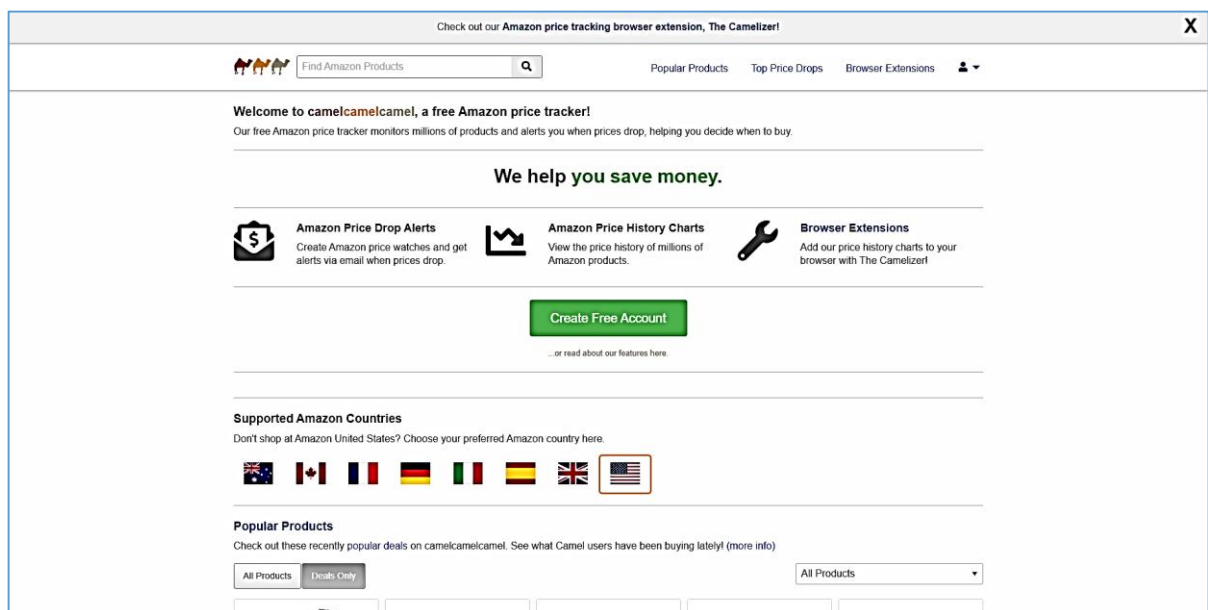 Check out our Amazon price tracking browser extension, The Camelizer!
X
Find Amazon Products
Popular Products
Top Price Drops
Browser Extensions
Welcome to camelcamelcamel, a free Amazon price tracker!
Our free Amazon price tracker monitors millions of products and alerts you when prices drop, helping you decide when to buy.
We help you save money.
Amazon Price Drop Alerts
Create Amazon price watches and get
alerts via email when prices drop.
Amazon Price History Charts
View the price history of millions of
Amazon products.
Browser Extensions
Add our price history charts to your
browser with The Camelizer!
Create Free Account
...or read about our features here.
Supported Amazon Countries
Don't shop at Amazon United States? Choose your preferred Amazon country here.
Popular Products
Check out these recently popular deals on camelcamelcamel. See what Camel users have been buying lately! (more info)
All Products
Deals Only
All Products